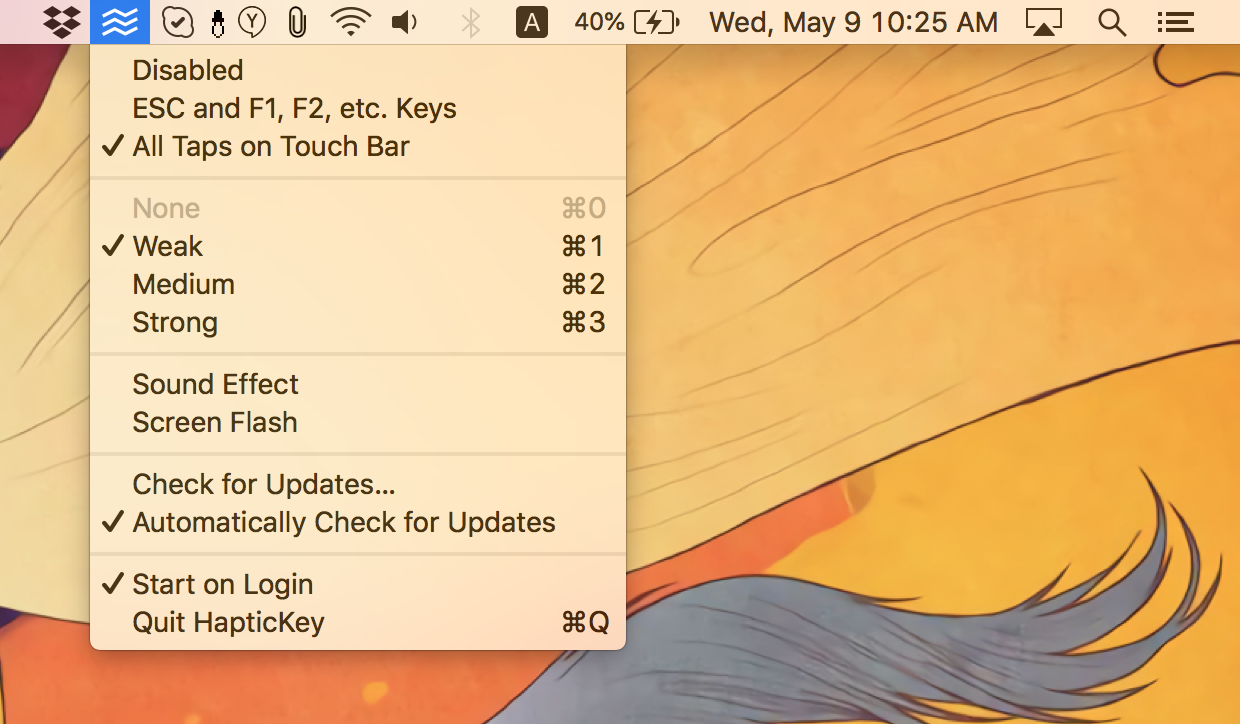 A 40% Wed, May 9 10:25 AM
Disabled
ESC and F1, F2, etc. Keys
✓ All Taps on Touch Bar
None ⌘0
✓ Weak ⌘1
Medium ⌘2
Strong ⌘3
Sound Effect
Screen Flash
Check for Updates...
✓ Automatically Check for Updates
✓ Start on Login
Quit HapticKey ⌘Q